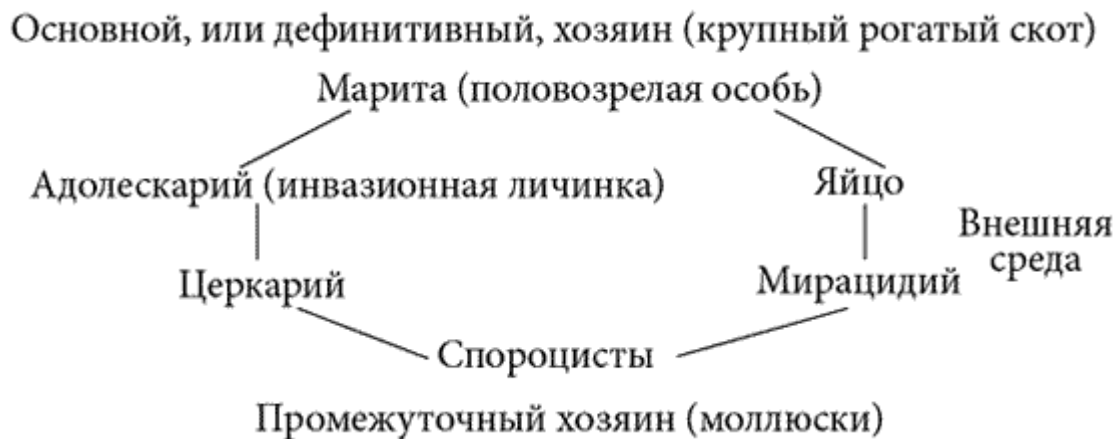 Основной, или дефинитивный, хозяин (крупный рогатый скот)
Марита (половозрелая особь)
Адолескарий (инвазионная личинка)
Яйцо
Внешняя
среда
Церкарий
Мирацидий
Спороцисты
Промежуточный хозяин (моллюски)